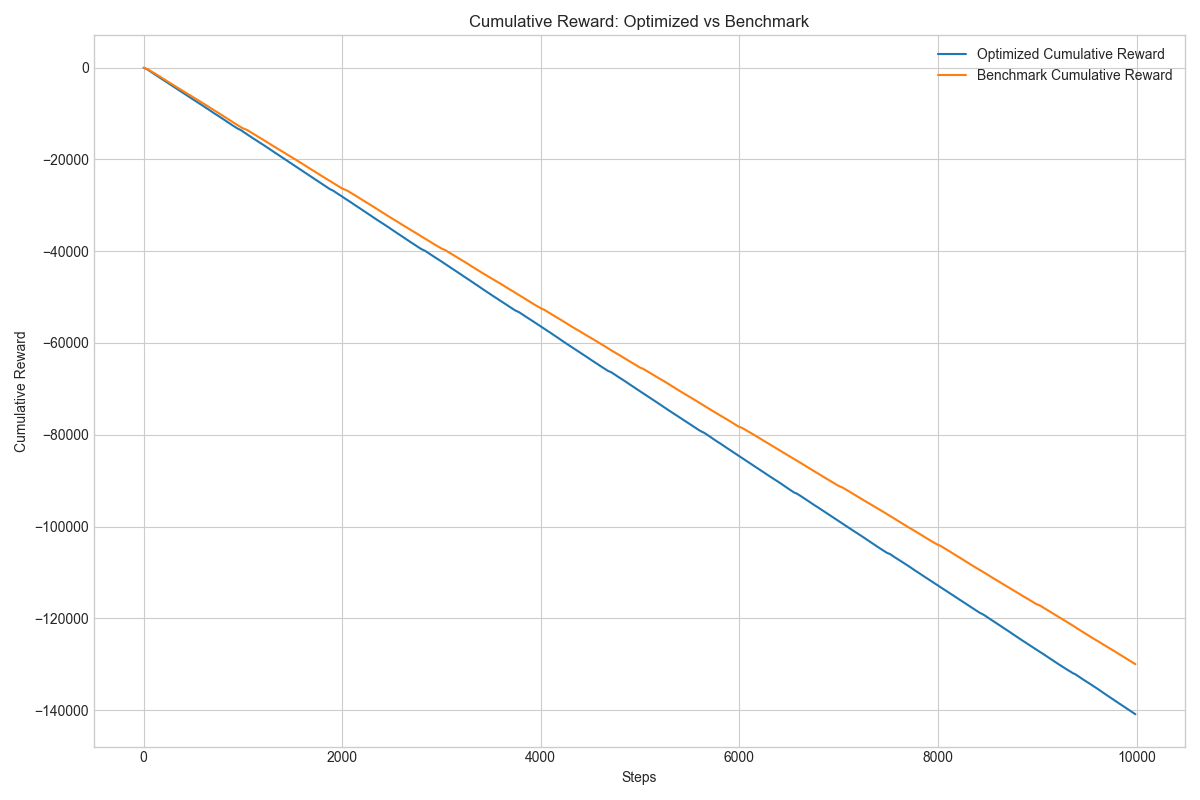 Cumulative Reward: Optimized vs Benchmark
Optimized Cumulative Reward
Benchmark Cumulative Reward
Cumulative Reward
0
−20000
−40000
−60000
−80000
−100000
−120000
−140000
0
2000
4000
6000
8000
10000
Steps